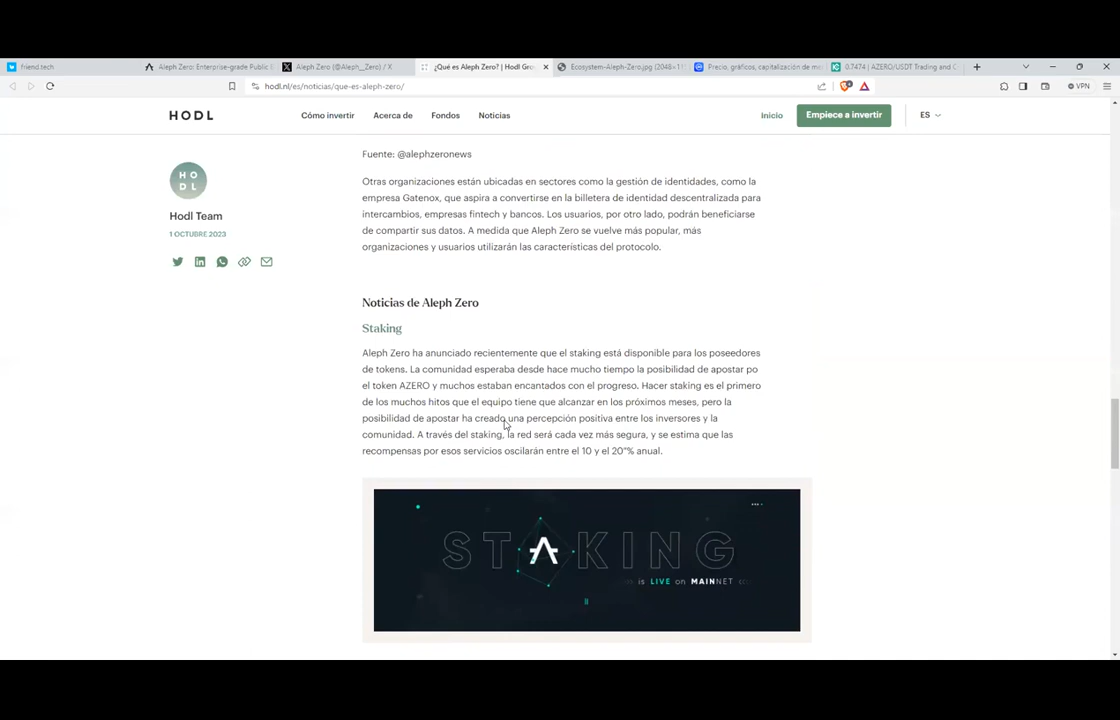 friend.tech
Aleph Zero: Enterprise-grade Public B
Aleph Zero (@Aleph__Zero) / X
¿Qué es Aleph Zero? | Hodl Gro
Ecosystem-Aleph-Zero.jpg (2048×1
Precio, gráficos, capitalización de m
0.7474 | AZERO/USDT Trading and C
hodl.nl/es/noticias/que-es-aleph-zero/
VPN
HODL
Cómo invertir
Acerca de
Fondos
Noticias
Inicio
Empiece a invertir
ES
HO
DL
Hodl Team
1 OCTUBRE 2023
Fuente: @alephzeronews
Otras organizaciones están ubicadas en sectores como la gestión de identidades, como la
empresa Gatenox, que aspira a convertirse en la billetera de identidad descentralizada para
intercambios, empresas fintech y bancos. Los usuarios, por otro lado, podrán beneficiarse
de compartir sus datos. A medida que Aleph Zero se vuelve más popular, más
organizaciones y usuarios utilizarán las características del protocolo.
Noticias de Aleph Zero
Staking
Aleph Zero ha anunciado recientemente que el staking está disponible para los poseedores
de tokens. La comunidad esperaba desde hace mucho tiempo la posibilidad de apostar po
el token AZERO y muchos estaban encantados con el progreso. Hacer staking es el primero
de los muchos hitos que el equipo tiene que alcanzar en los próximos meses, pero la
posibilidad de apostar ha creado una percepción positiva entre los inversores y la
comunidad. A través del staking, la red será cada vez más segura, y se estima que las
recompensas por esos servicios oscilarán entre el 10 y el 20"% anual.
STAKING
is LIVE on MAINNET